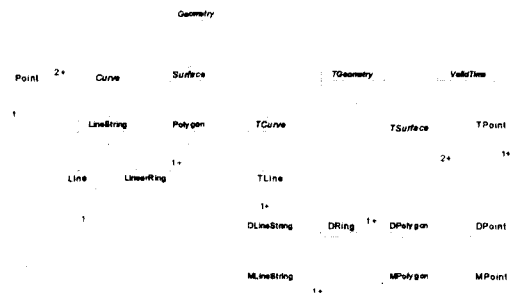 Geometry
Point 2+ Curve Surface TGeometry ValidTime
1 LineString Polygon TCurve TSurface TPoint
1+ 2+ 1+
Line LinearRing TLine
1 1+
DLineString DRing 1+ DPolygon DPoint
MLineString MPolygon MPoint
1+